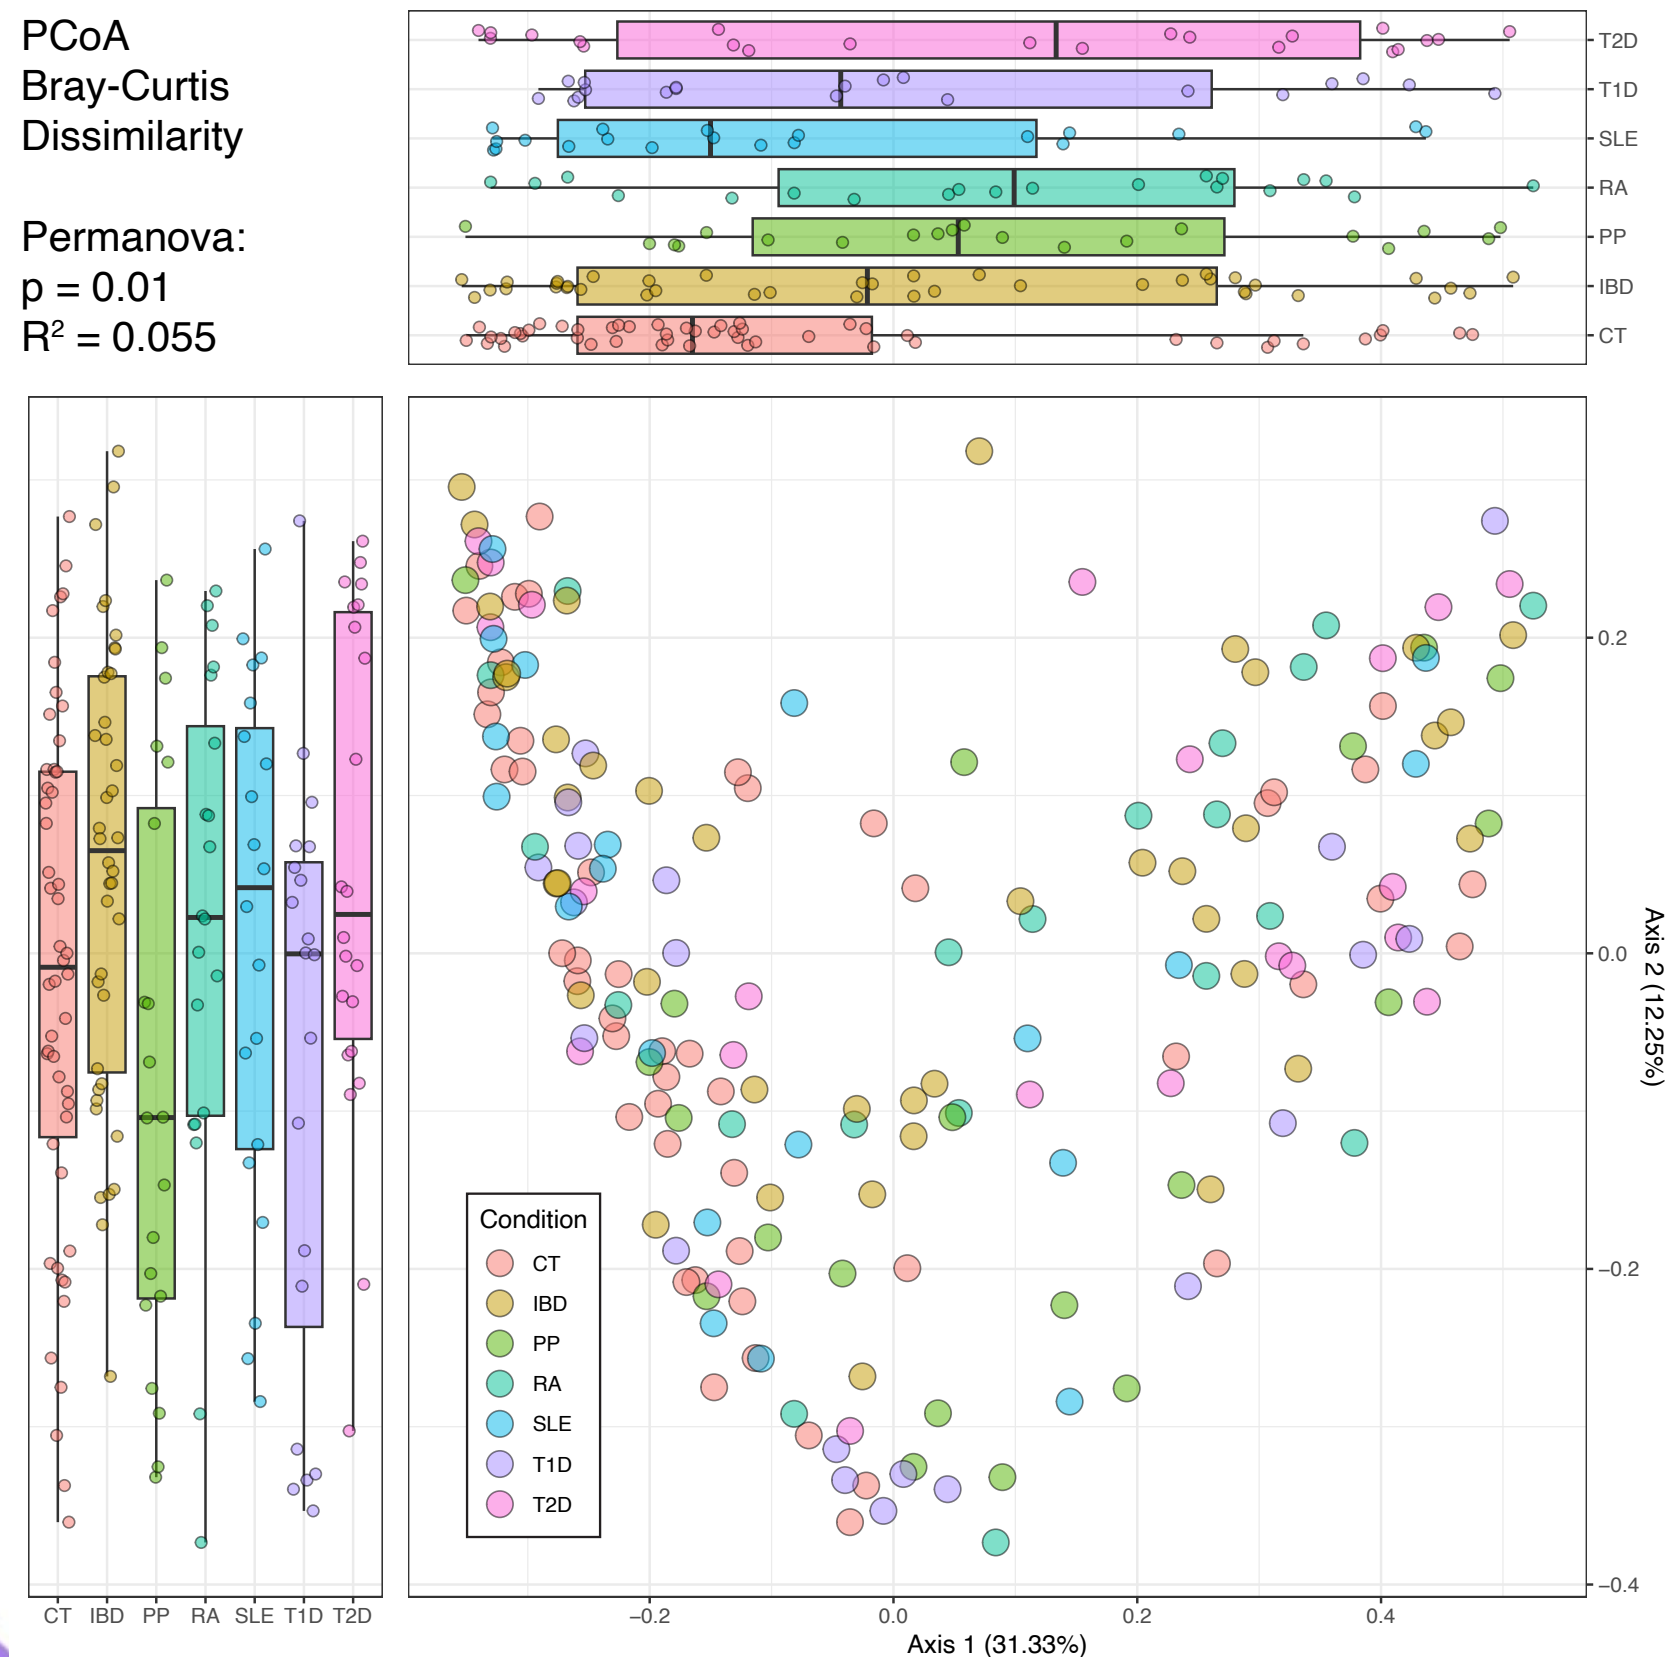 PCoA
Bray-Curtis
Dissimilarity
Permanova:
p = 0.01
R² = 0.055
T2D
T1D
SLE
RA
PP
IBD
CT
CT IBD PP RA SLE T1D T2D
0.2
0.0
−0.2
−0.4
Axis 2 (12.25%)
Condition
CT
IBD
PP
RA
SLE
T1D
T2D
−0.2 0.0 0.2 0.4
Axis 1 (31.33%)